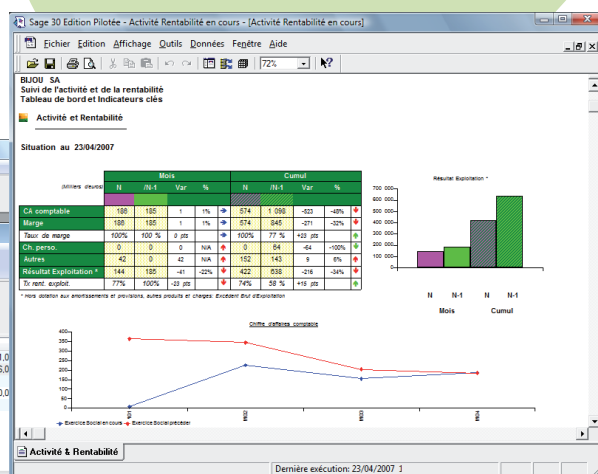 Sage 30 Edition Pilotée - Activité Rentabilité en cours - [Activité Rentabilité en cours]
Fichier Edition Affichage Outils Données Fenêtre Aide
72%
BIJOU SA
Suivi de l'activité et de la rentabilité
Tableau de bord et Indicateurs clés
Activité et Rentabilité
Situation au 23/04/2007
Mois Cumul
(Milliers d'euros) N /N-1 Var % N /N-1 Var %
CA comptable 186 185 1 1% 574 1 098 -523 -48%
Marge 186 185 1 1% 574 845 -271 -32%
Taux de marge 100% 100 % 0 pts 100% 77 % +23 pts
Ch. perso. 0 0 0 N/A 0 64 -64 -100%
Autres 42 0 42 N/A 152 143 9 6%
Résultat Exploitation * 144 185 -41 -22% 422 638 -216 -34%
Tx rent. exploit. 77% 100% -23 pts 74% 58 % +15 pts
* Hors dotation aux amortissements et provisions, autres produits et charges: Excédent Brut d'Exploitation
Résultat Exploitation *
700 000
600 000
500 000
400 000
300 000
200 000
100 000
0
N N-1 N N-1
Mois Cumul
Chiffre d'affaires comptable
400
350
300
250
200
150
100
50
0
Exercice Social en cours Exercice Social précédent
Activité & Rentabilité
Dernière exécution: 23/04/2007 1